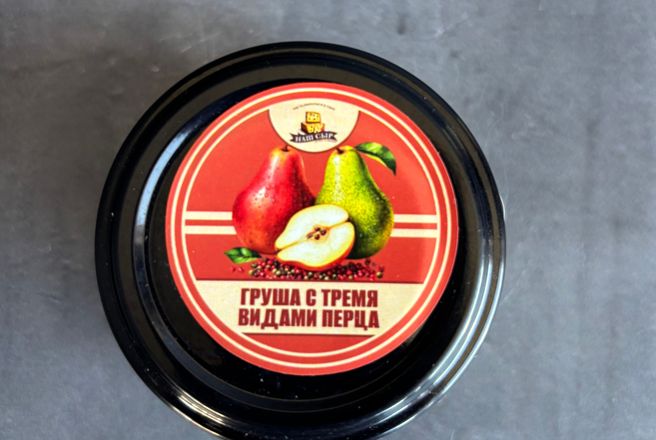 НАШ СЫР
ГРУША С ТРЕМЯ
ВИДАМИ ПЕРЦА